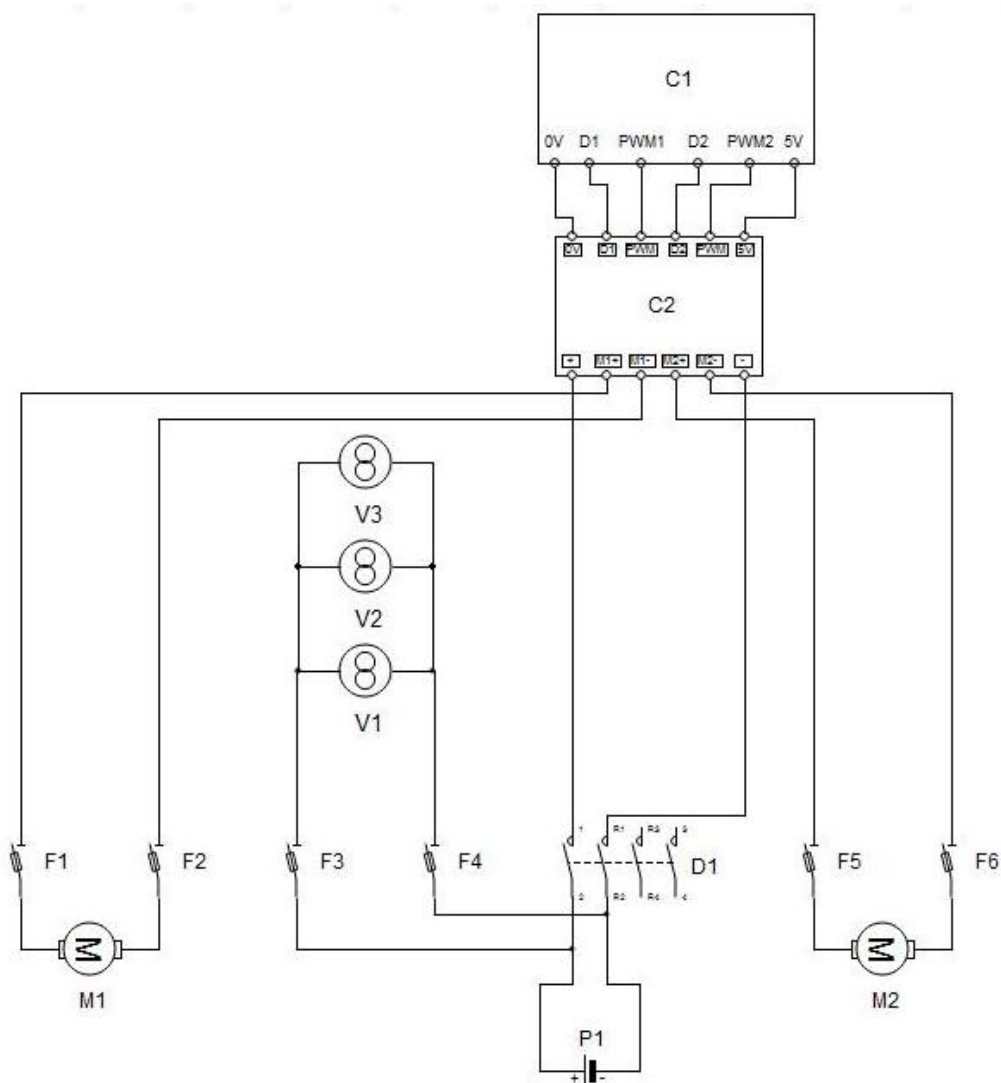 C1
0V D1 PWM1 D2 PWM2 5V
0V D1 PWM D2 PWM 5V
C2
+ M1+ M1- M2+ M2- -
V3
V2
V1
1 R1 R3 3
F1 F2 F3 F4 D1 F5 F6
2 R2 R4 4
M M
M1 M2
P1
+ -